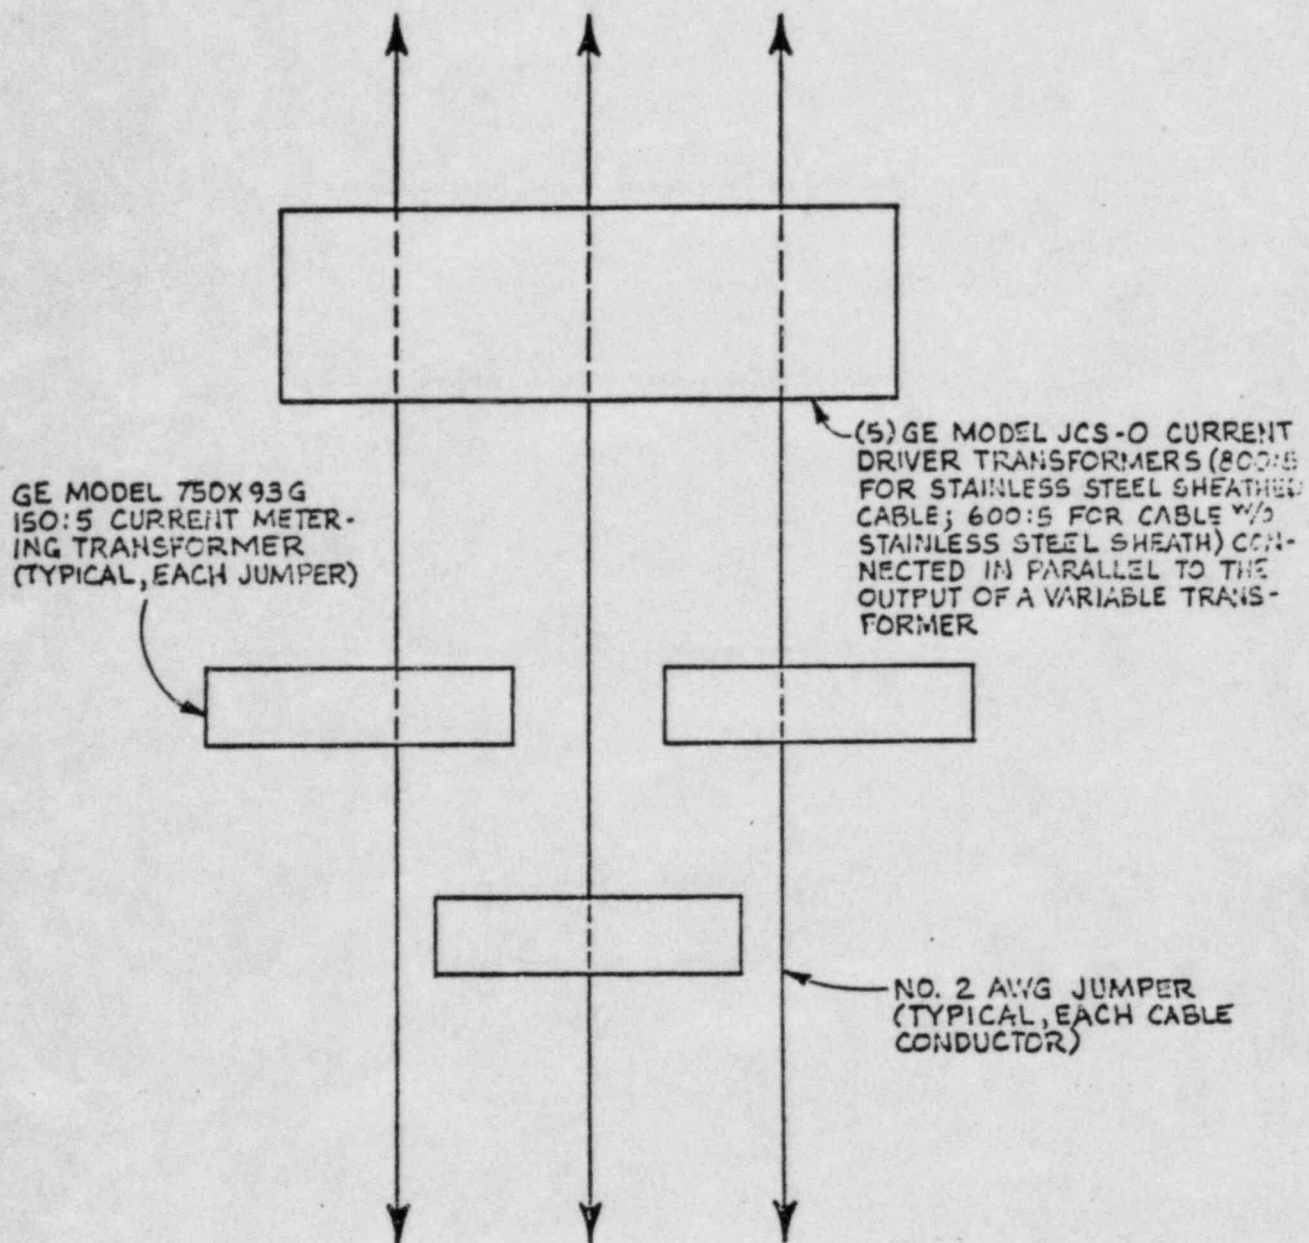 GE MODEL 750X93G
150:5 CURRENT METER-
ING TRANSFORMER
(TYPICAL, EACH JUMPER)
(5) GE MODEL JCS-O CURRENT
DRIVER TRANSFORMERS (800:5
FOR STAINLESS STEEL SHEATHED
CABLE; 600:5 FOR CABLE W/O
STAINLESS STEEL SHEATH) CON-
NECTED IN PARALLEL TO THE
OUTPUT OF A VARIABLE TRANS-
FORMER
NO. 2 AWG JUMPER
(TYPICAL, EACH CABLE
CONDUCTOR)